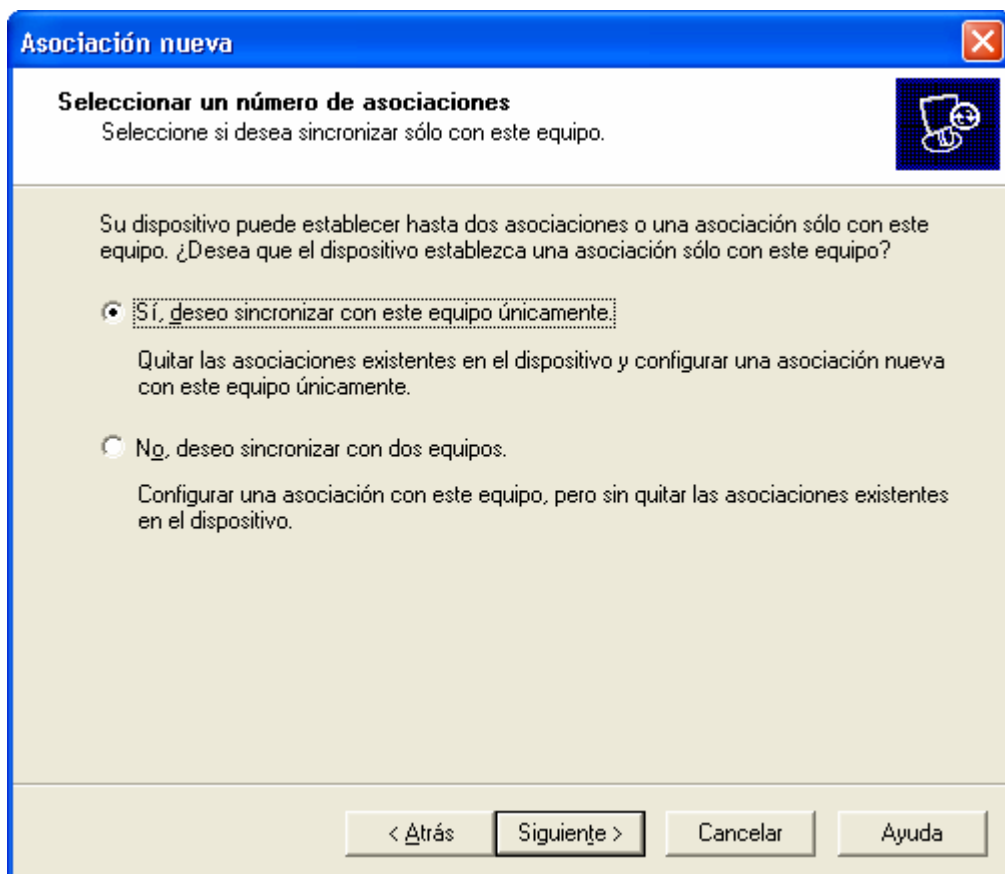 Asociación nueva
Seleccionar un número de asociaciones
Seleccione si desea sincronizar sólo con este equipo.
Su dispositivo puede establecer hasta dos asociaciones o una asociación sólo con este
equipo. ¿Desea que el dispositivo establezca una asociación sólo con este equipo?
Sí, deseo sincronizar con este equipo únicamente.
Quitar las asociaciones existentes en el dispositivo y configurar una asociación nueva
con este equipo únicamente.
No, deseo sincronizar con dos equipos.
Configurar una asociación con este equipo, pero sin quitar las asociaciones existentes
en el dispositivo.
< Atrás Siguiente > Cancelar Ayuda